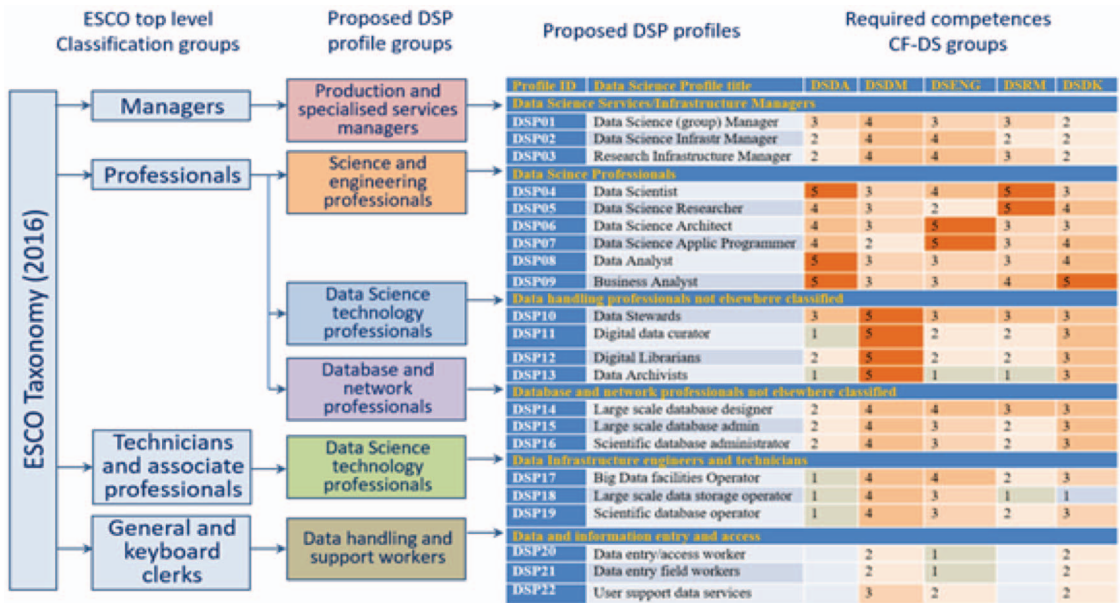 ESCO top level
Classification groups
Proposed DSP
profile groups
Proposed DSP profiles
Required competences
CF-DS groups
ESCO Taxonomy (2016)
Managers
Professionals
Technicians
and associate
professionals
General and
keyboard
clerks
Production and
specialised services
managers
Science and
engineering
professionals
Data Science
technology
professionals
Database and
network
professionals
Data Science
technology
professionals
Data handling and
support workers
Profile ID Data Science Profile title DSDA DSDM DSENG DSRM DSDK
Data Science Services/Infrastructure Managers
DSP01 Data Science (group) Manager 3 4 3 3 2
DSP02 Data Science Infrastr Manager 2 4 4 2 2
DSP03 Research Infrastructure Manager 2 4 4 3 2
Data Scince Professionals
DSP04 Data Scientist 5 3 4 5 3
DSP05 Data Science Researcher 4 3 2 5 4
DSP06 Data Science Architect 4 3 5 3 3
DSP07 Data Science Applic Programmer 4 2 5 3 4
DSP08 Data Analyst 5 3 3 3 4
DSP09 Business Analyst 5 3 3 4 5
Data handling professionals not elsewhere classified
DSP10 Data Stewards 3 5 3 3 3
DSP11 Digital data curator 1 5 2 2 3
DSP12 Digital Librarians 2 5 2 2 3
DSP13 Data Archivists 1 5 1 1 3
Database and network professionals not elsewhere classified
DSP14 Large scale database designer 2 4 4 3 3
DSP15 Large scale database admin 2 4 3 2 3
DSP16 Scientific database administrator 2 4 3 2 3
Data Infrastructure engineers and technicians
DSP17 Big Data facilities Operator 1 4 4 2 3
DSP18 Large scale data storage operator 1 4 3 1 1
DSP19 Scientific database operator 1 4 3 2 3
Data and information entry and access
DSP20 Data entry/access worker 2 1 2
DSP21 Data entry field workers 2 1 2
DSP22 User support data services 3 2 2